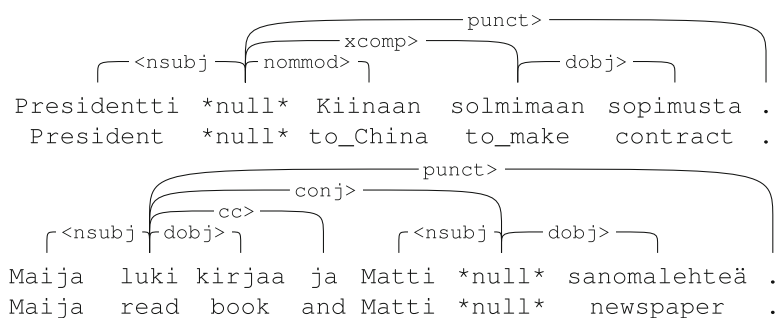 punct>
xcomp>
<nsubj nommod> dobj>
Presidentti *null* Kiinaan solmimaan sopimusta .
President *null* to_China to_make contract .
punct>
conj>
cc>
<nsubj dobj> <nsubj dobj>
Maija luki kirjaa ja Matti *null* sanomalehteä .
Maija read book and Matti *null* newspaper .